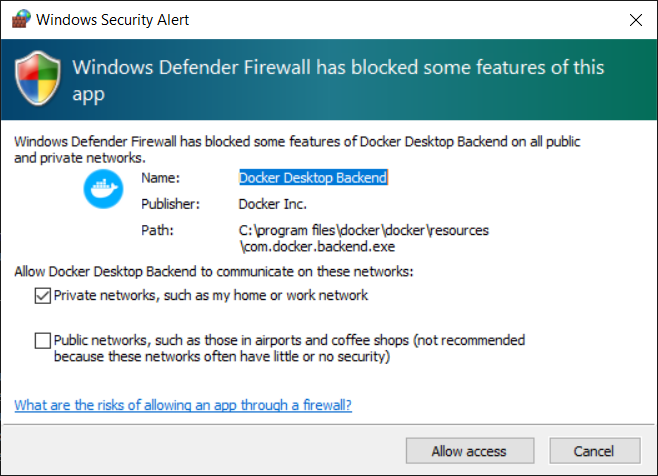 Windows Security Alert
Windows Defender Firewall has blocked some features of this
app
Windows Defender Firewall has blocked some features of Docker Desktop Backend on all public
and private networks.
Name: Docker Desktop Backend
Publisher: Docker Inc.
Path: C:\program files\docker\docker\resources
\com.docker.backend.exe
Allow Docker Desktop Backend to communicate on these networks:
Private networks, such as my home or work network
Public networks, such as those in airports and coffee shops (not recommended
because these networks often have little or no security)
What are the risks of allowing an app through a firewall?
Allow access Cancel